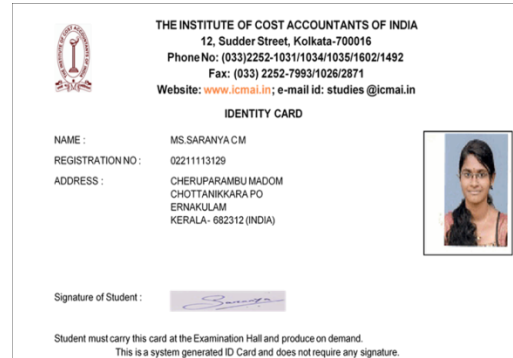 THE INSTITUTE OF COST ACCOUNTANTS OF INDIA
12, Sudder Street, Kolkata-700016
Phone No: (033)2252-1031/1034/1035/1602/1492
Fax: (033) 2252-7993/1026/2871
Website: www.icmai.in; e-mail id: studies @icmai.in
IDENTITY CARD
NAME : MS.SARANYA C M
REGISTRATION NO : 02211113129
ADDRESS : CHERUPARAMBU MADOM
CHOTTANIKKARA PO
ERNAKULAM
KERALA- 682312 (INDIA)
Signature of Student : Saranya
Student must carry this card at the Examination Hall and produce on demand.
This is a system generated ID Card and does not require any signature.